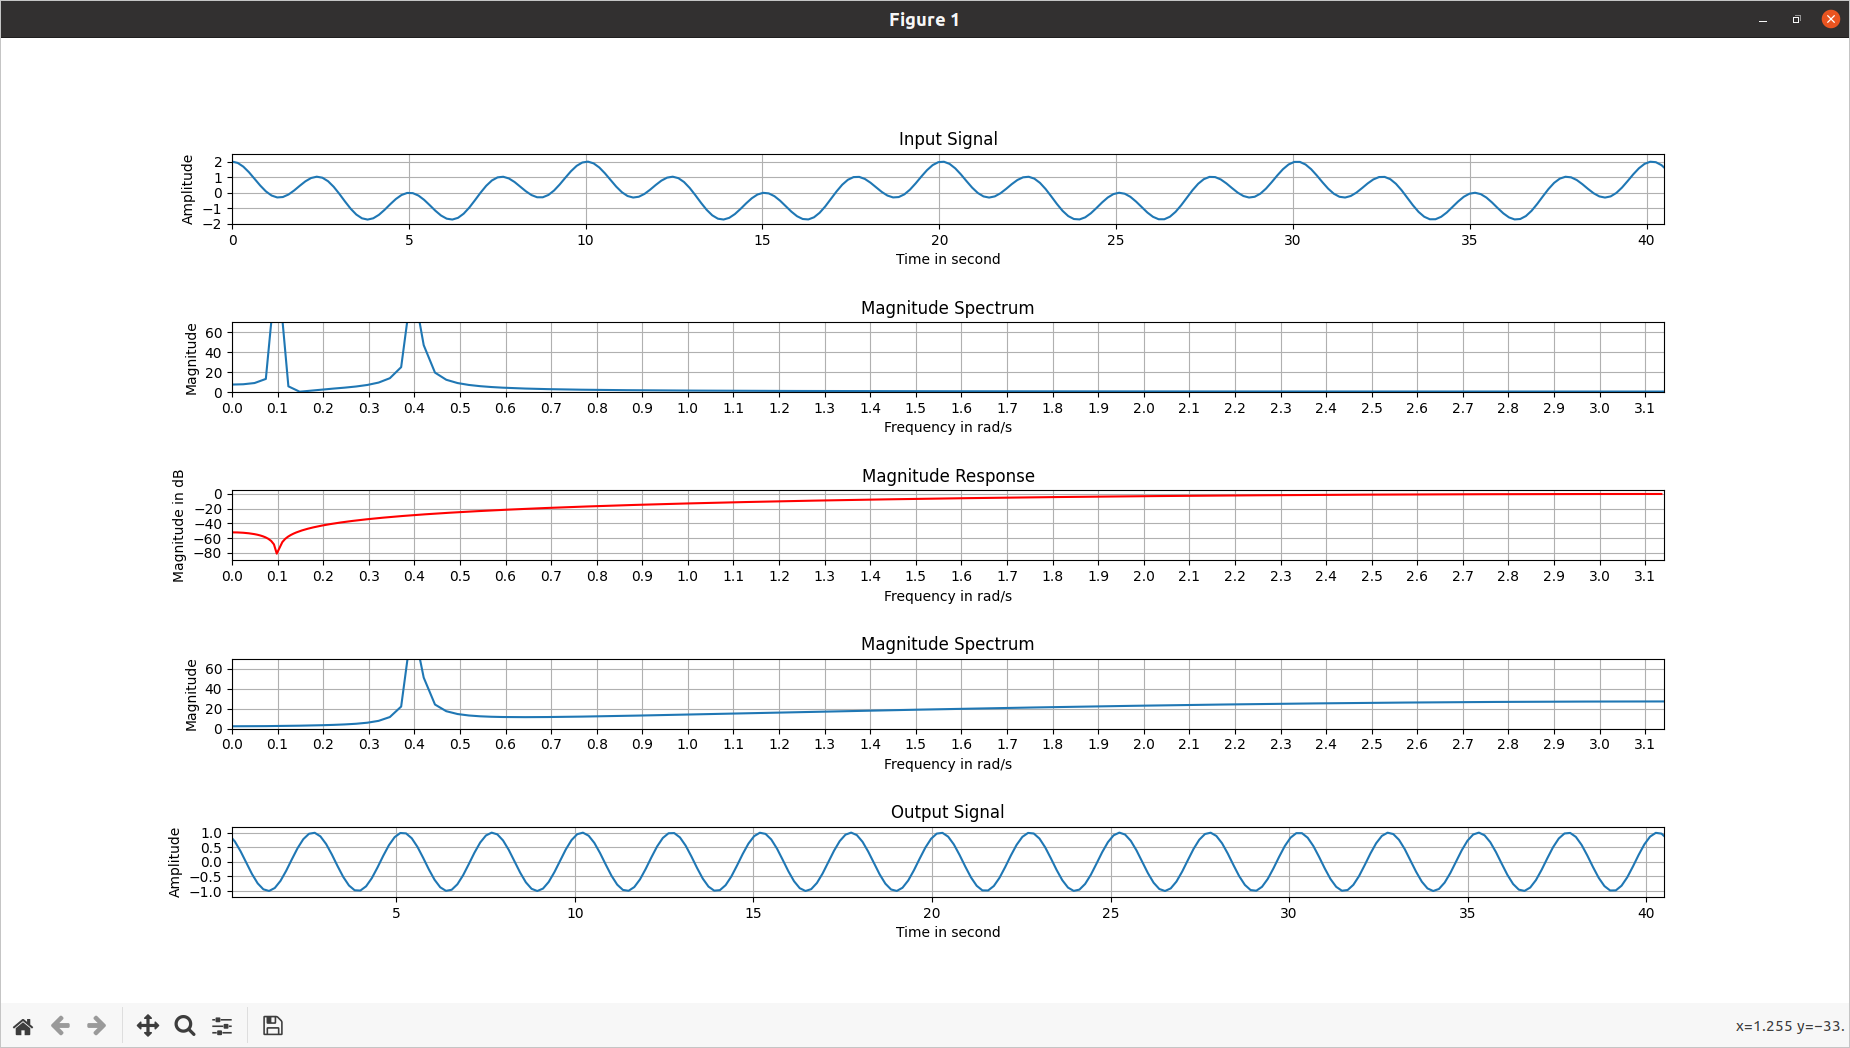 Figure 1
Input Signal
Amplitude
2
1
0
−1
−2
0 5 10 15 20 25 30 35 40
Time in second
Magnitude Spectrum
Magnitude
60
40
20
0
0.0 0.1 0.2 0.3 0.4 0.5 0.6 0.7 0.8 0.9 1.0 1.1 1.2 1.3 1.4 1.5 1.6 1.7 1.8 1.9 2.0 2.1 2.2 2.3 2.4 2.5 2.6 2.7 2.8 2.9 3.0 3.1
Frequency in rad/s
Magnitude Response
Magnitude in dB
0
−20
−40
−60
−80
0.0 0.1 0.2 0.3 0.4 0.5 0.6 0.7 0.8 0.9 1.0 1.1 1.2 1.3 1.4 1.5 1.6 1.7 1.8 1.9 2.0 2.1 2.2 2.3 2.4 2.5 2.6 2.7 2.8 2.9 3.0 3.1
Frequency in rad/s
Magnitude Spectrum
Magnitude
60
40
20
0
0.0 0.1 0.2 0.3 0.4 0.5 0.6 0.7 0.8 0.9 1.0 1.1 1.2 1.3 1.4 1.5 1.6 1.7 1.8 1.9 2.0 2.1 2.2 2.3 2.4 2.5 2.6 2.7 2.8 2.9 3.0 3.1
Frequency in rad/s
Output Signal
Amplitude
1.0
0.5
0.0
−0.5
−1.0
5 10 15 20 25 30 35 40
Time in second
x=1.255 y=−33.